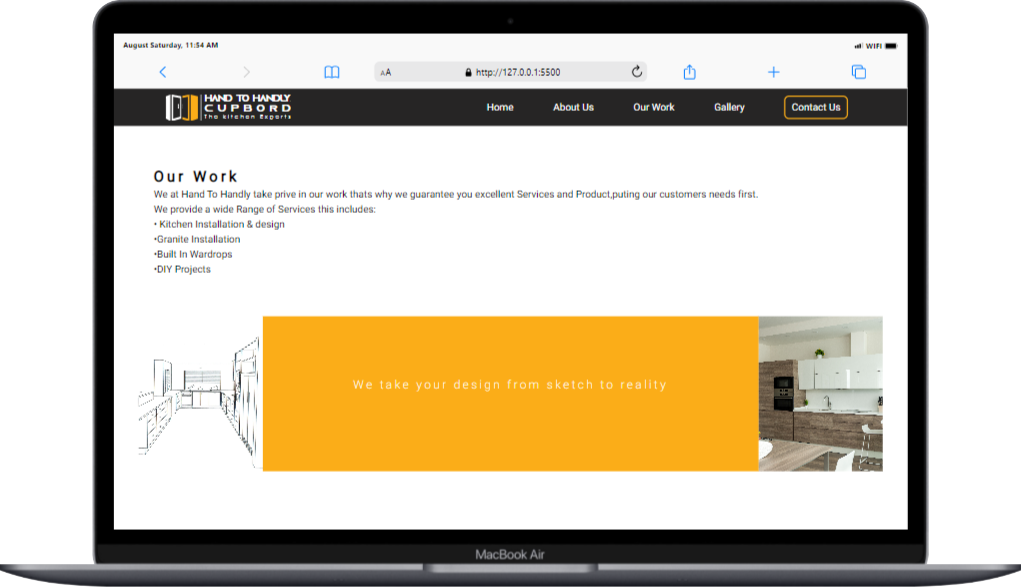 August Saturday, 11:54 AM
WIFI
AA
http://127.0.0.1:5500
HAND TO HANDLY
CUPBORD
The kitchen Experts
Home About Us Our Work Gallery Contact Us
Our Work
We at Hand To Handly take prive in our work thats why we guarantee you excellent Services and Product,puting our customers needs first.
We provide a wide Range of Services this includes:
• Kitchen Installation & design
•Granite Installation
•Built In Wardrops
•DIY Projects
We take your design from sketch to reality
MacBook Air